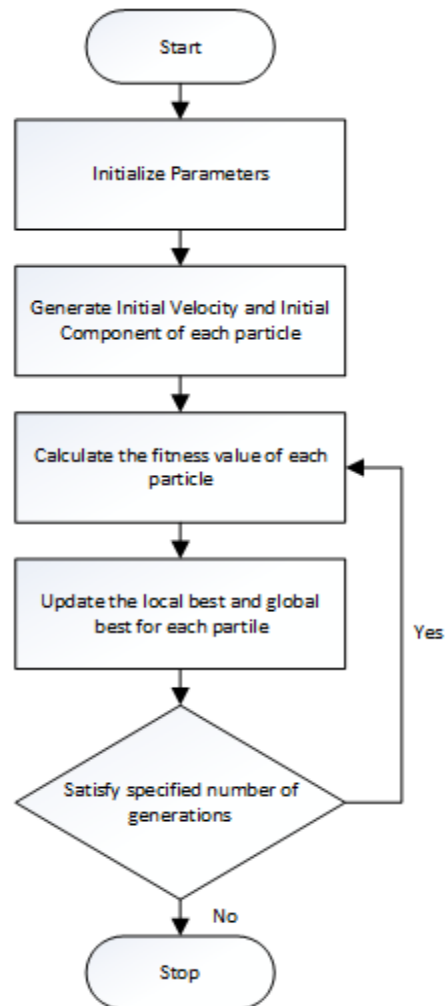 Start
Initialize Parameters
Generate Initial Velocity and Initial
Component of each particle
Calculate the fitness value of each
particle
Update the local best and global
best for each partile
Yes
Satisfy specified number of
generations
No
Stop